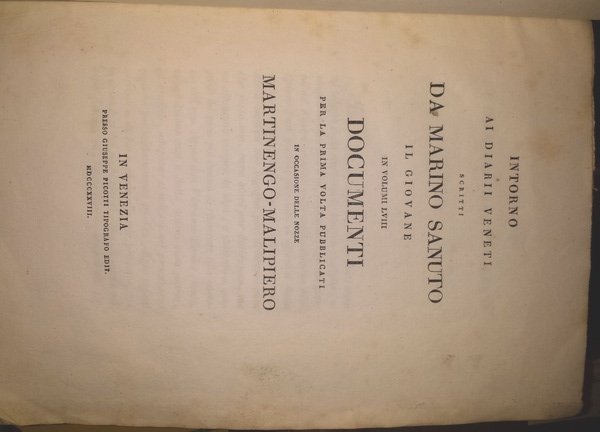 INTORNO
AI DIARII VENETI
SCRITTI
DA MARINO SANUTO
IL GIOVANE
IN VOLUMI LVIII
DOCUMENTI
PER LA PRIMA VOLTA PUBBLICATI
IN OCCASIONE DELLE NOZZE
MARTINENGO-MALIPIERO
IN VENEZIA
PRESSO GIUSEPPE PICOTTI TIPOGRAFO EDIT.
MDCCCXXVIII.